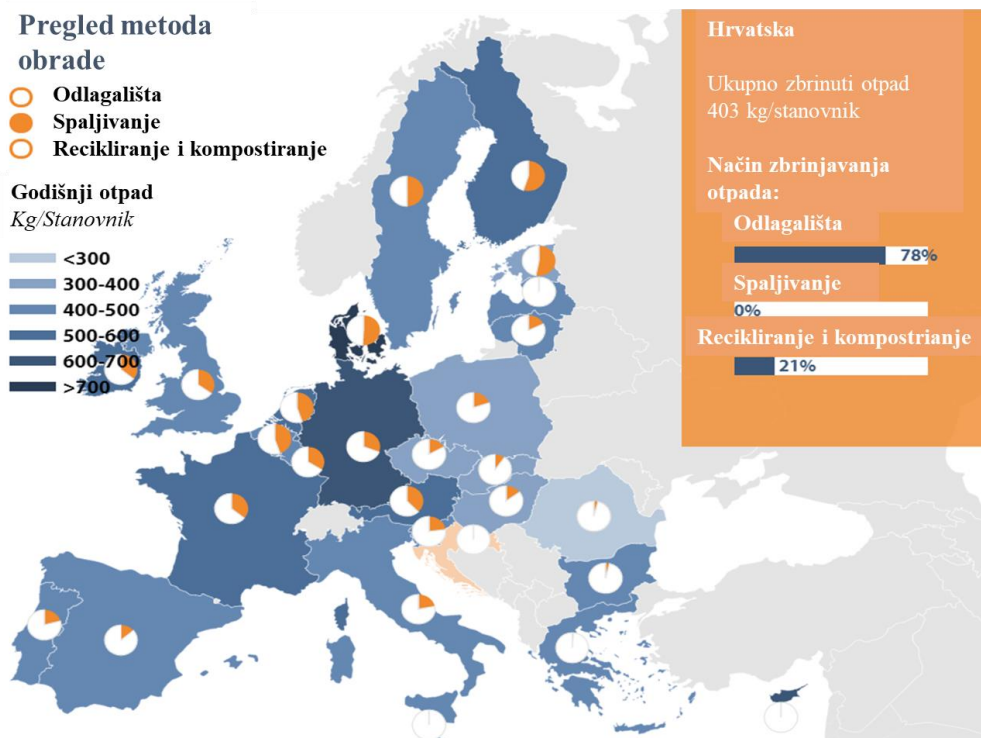 Pregled metoda
obrade
Odlagališta
Spaljivanje
Recikliranje i kompostiranje
Godišnji otpad
Kg/Stanovnik
<300
300-400
400-500
500-600
600-700
>700
Hrvatska
Ukupno zbrinuti otpad
403 kg/stanovnik
Način zbrinjavanja
otpada:
Odlagališta
78%
Spaljivanje
0%
Recikliranje i kompostrianje
21%